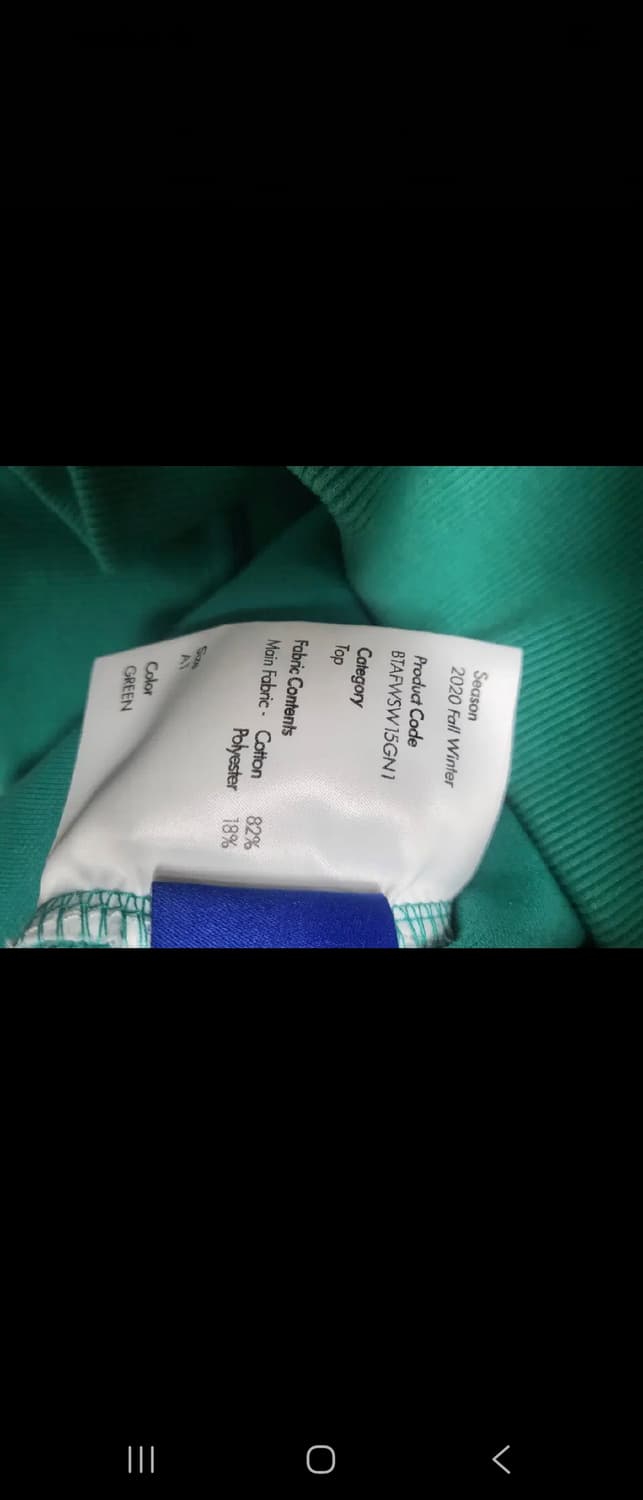 Season
2020 Fall Winter
Product Code
BTAFWSW15GN1
Category
Top
Fabric Contents
Main Fabric - Cotton 82%
Polyester 18%
Size
A1
Color
GREEN